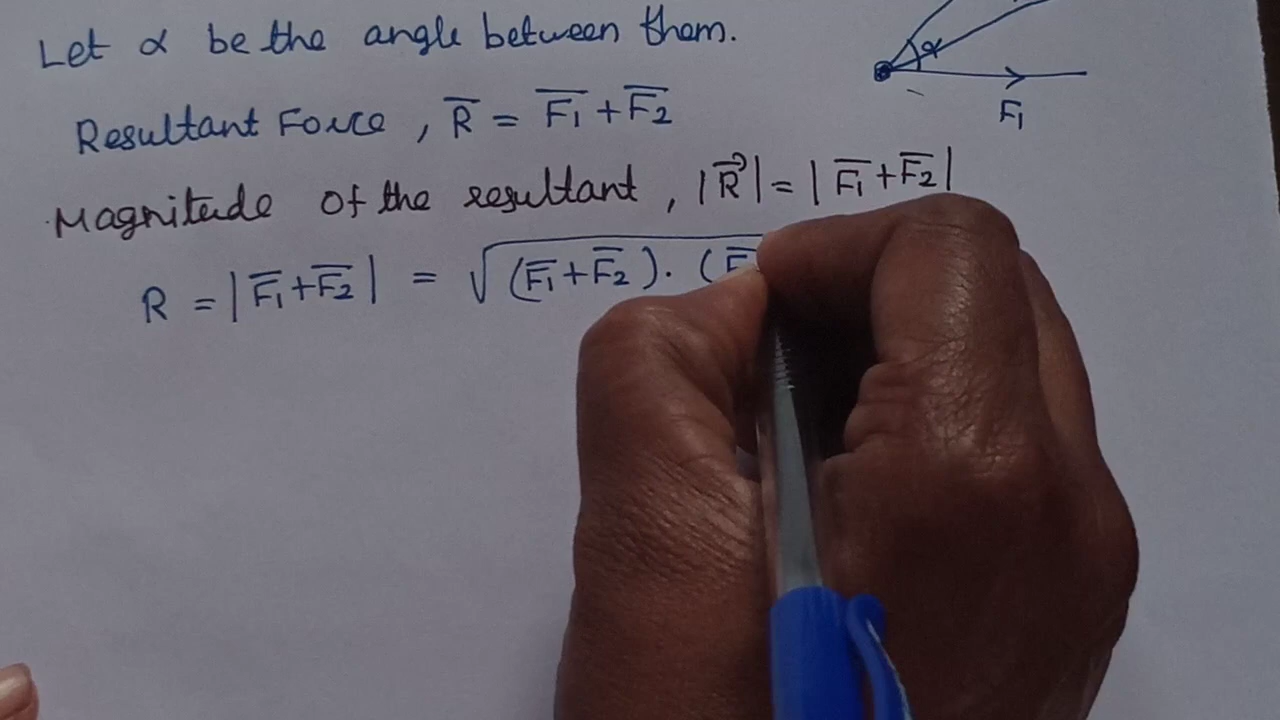 Let α be the angle between them.
α
F₁
Resultant Force, R̅ = F̅₁ + F̅₂
Magnitude of the resultant, |R⃗| = |F̅₁ + F̅₂|
R = |F̅₁ + F̅₂| = √(F̅₁ + F̅₂) . (F̅